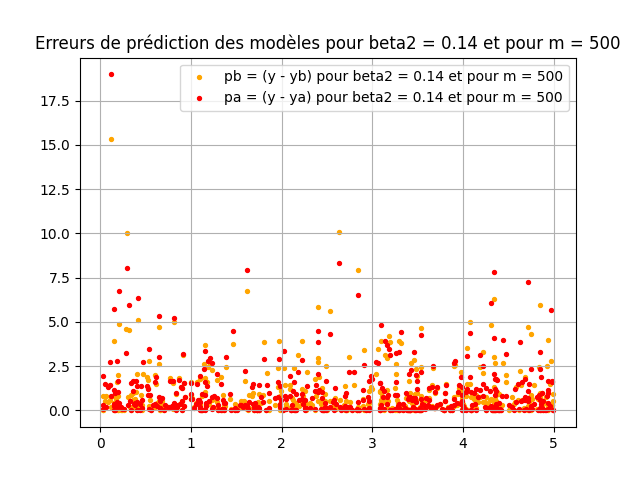 Erreurs de prédiction des modèles pour beta2 = 0.14 et pour m = 500
pb = (y - yb) pour beta2 = 0.14 et pour m = 500
pa = (y - ya) pour beta2 = 0.14 et pour m = 500
17.5
15.0
12.5
10.0
7.5
5.0
2.5
0.0
0 1 2 3 4 5